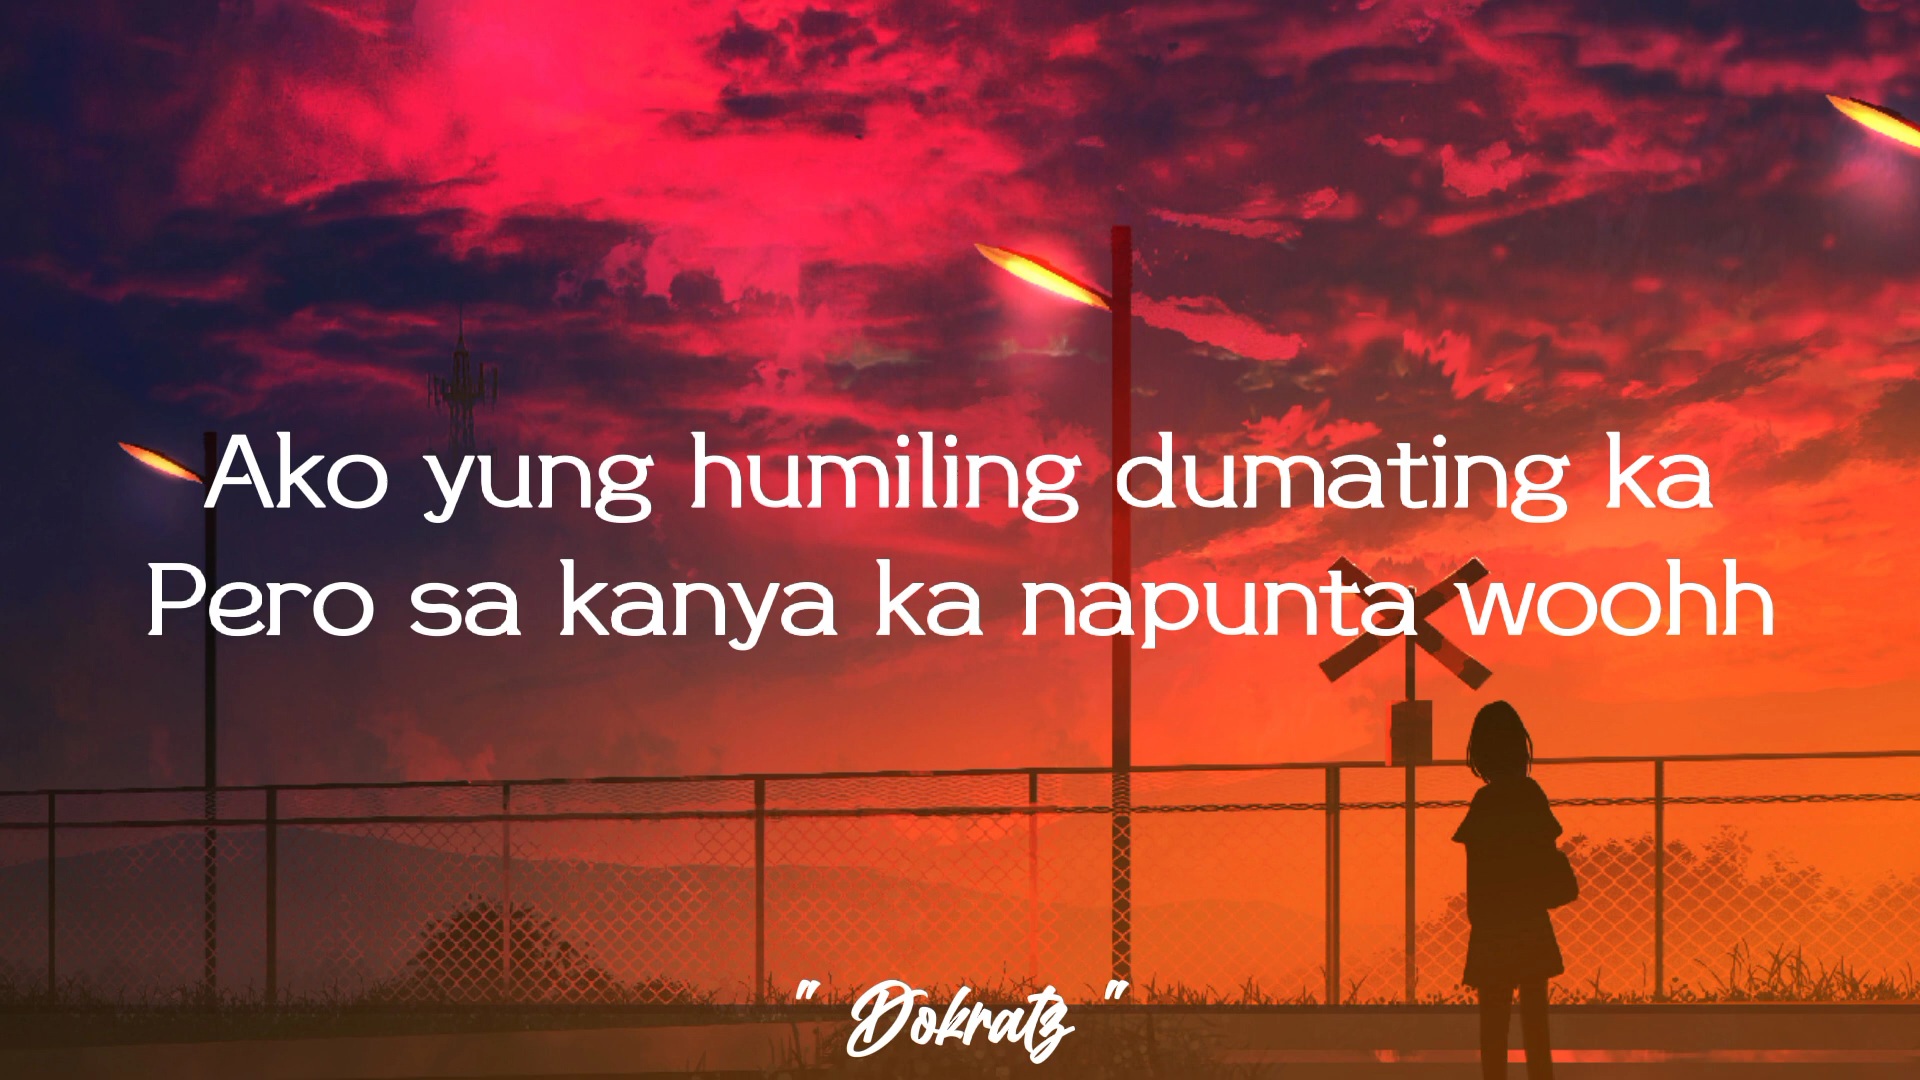 Ako yung humiling dumating ka
Pero sa kanya ka napunta woohh
" Dokratz "